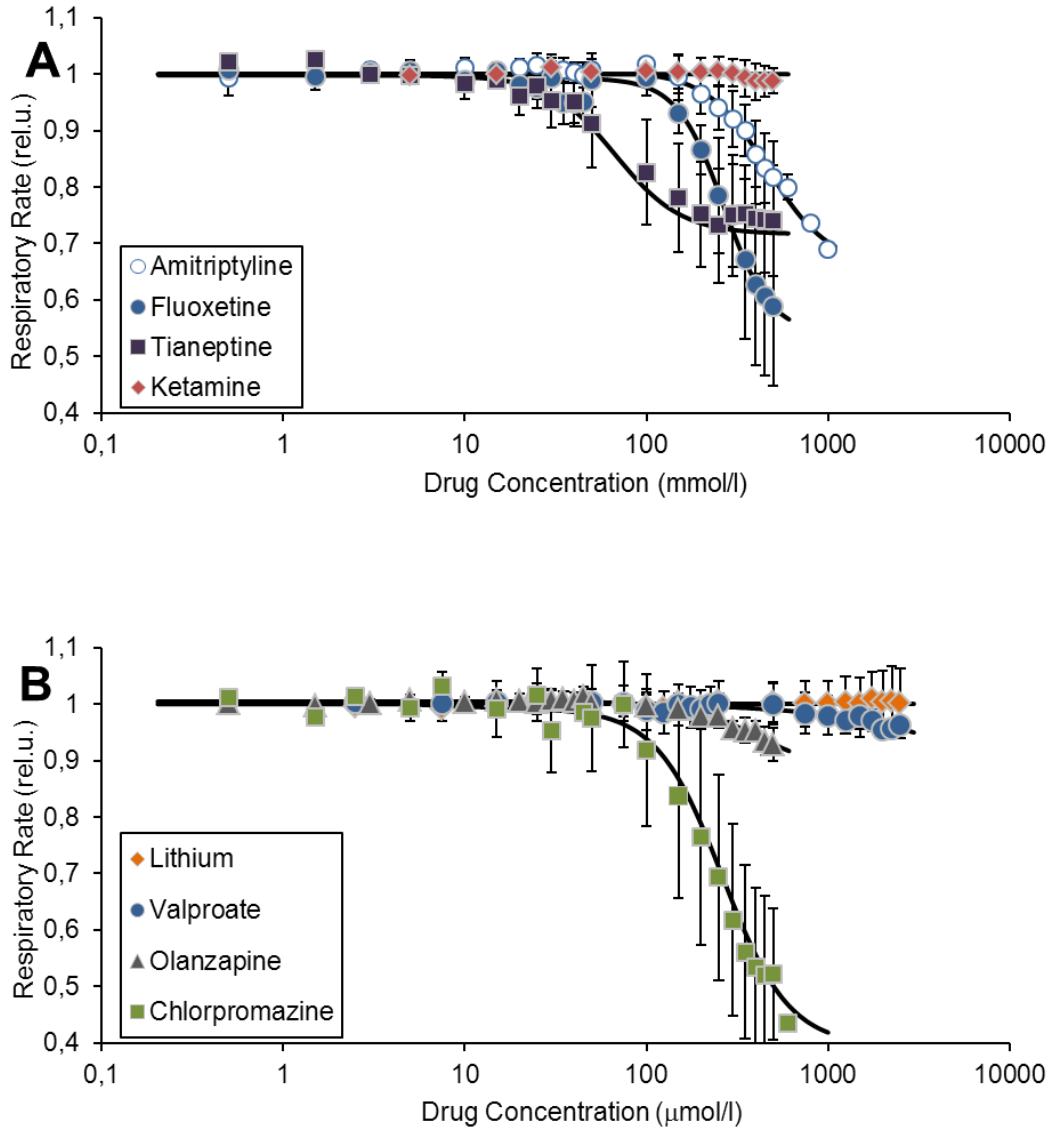 A
Respiratory Rate (rel.u.)
1,1
1
0,9
0,8
0,7
0,6
0,5
0,4
Amitriptyline
Fluoxetine
Tianeptine
Ketamine
0,1 1 10 100 1000 10000
Drug Concentration (mmol/l)
B
Respiratory Rate (rel.u.)
1,1
1
0,9
0,8
0,7
0,6
0,5
0,4
Lithium
Valproate
Olanzapine
Chlorpromazine
0,1 1 10 100 1000 10000
Drug Concentration (μmol/l)